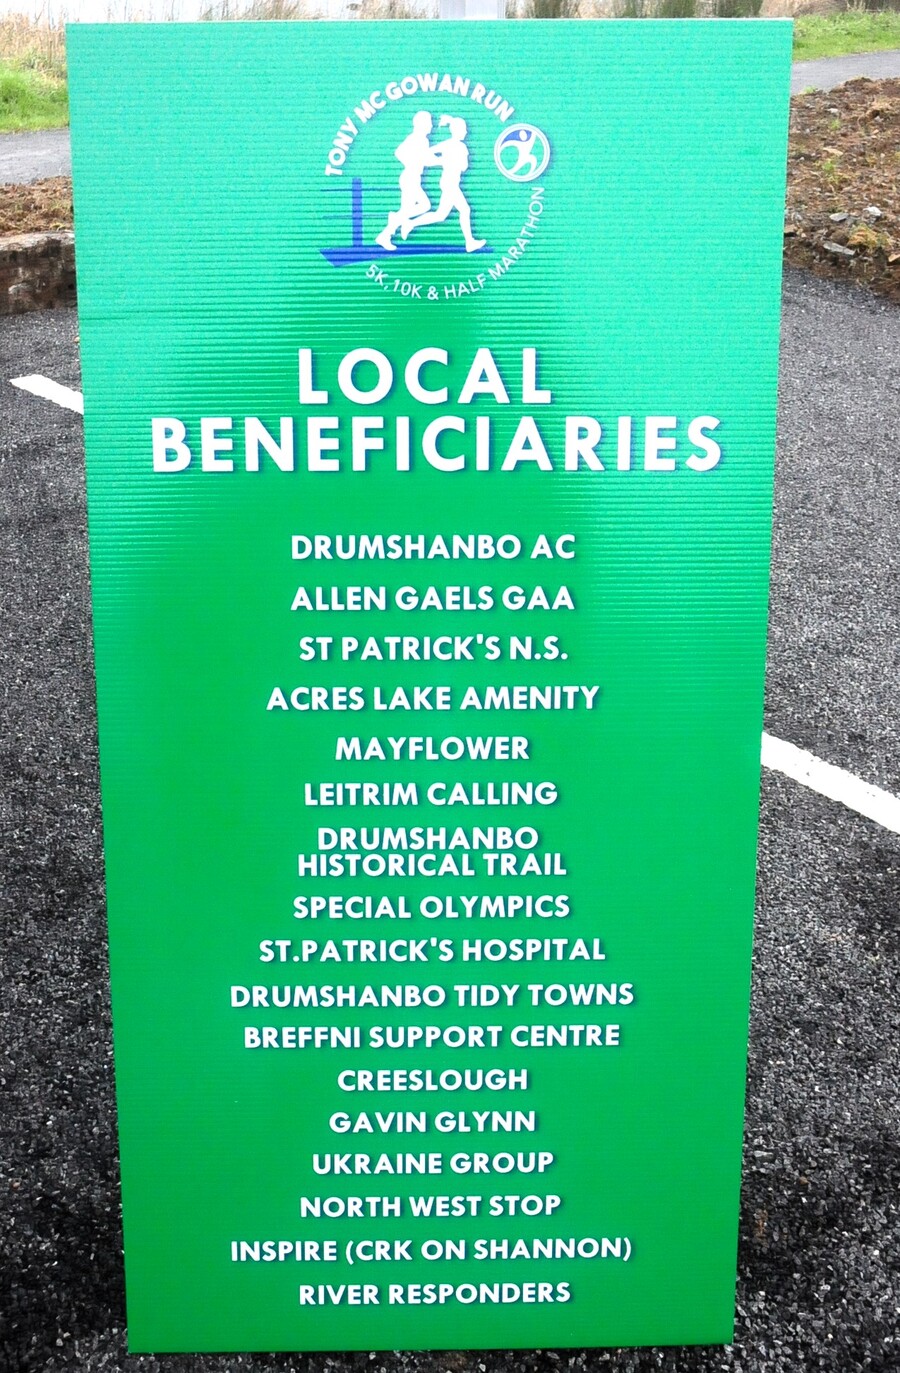 TONY MC GOWAN RUN
5K, 10K & HALF MARATHON
LOCAL
BENEFICIARIES
DRUMSHANBO AC
ALLEN GAELS GAA
ST PATRICK'S N.S.
ACRES LAKE AMENITY
MAYFLOWER
LEITRIM CALLING
DRUMSHANBO
HISTORICAL TRAIL
SPECIAL OLYMPICS
ST.PATRICK'S HOSPITAL
DRUMSHANBO TIDY TOWNS
BREFFNI SUPPORT CENTRE
CREESLOUGH
GAVIN GLYNN
UKRAINE GROUP
NORTH WEST STOP
INSPIRE (CRK ON SHANNON)
RIVER RESPONDERS